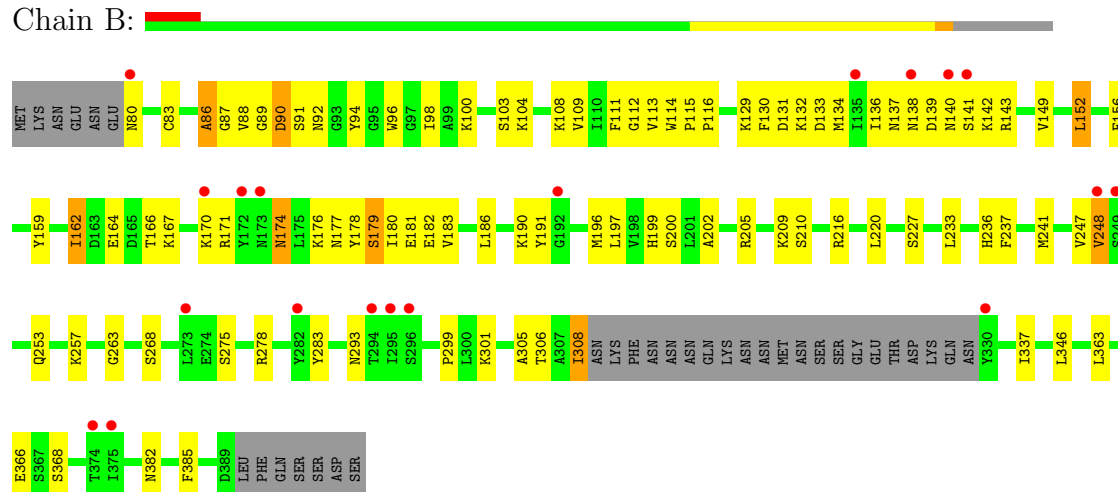 Chain B:
MET LYS ASN GLU ASN GLU N80 C83 A86 G87 V88 G89 D90 S91 N92 G93 Y94 G95 W96 G97 I98 A99 K100 S103 K104 K108 V109 I110 F111 G112 V113 W114 P115 P116 K129 F130 D131 K132 D133 M134 I135 I136 N137 N138 D139 N140 S141 K142 R143 V149 L152 E156
Y159 I162 D163 E164 D165 T166 K167 K170 R171 Y172 N173 N174 L175 K176 N177 Y178 S179 I180 E181 E182 V183 L186 K190 Y191 G192 M196 L197 V198 H199 S200 L201 A202 R205 K209 S210 R216 L220 S227 L233 H236 F237 M241 V247 V248 S249
Q253 K257 G263 S268 L273 E274 S275 R278 Y282 Y283 N293 T294 I295 S296 P299 L300 K301 A305 T306 A307 I308 ASN LYS PHE ASN ASN ASN GLN LYS ASN ASN MET ASN SER SER GLY GLU THR ASP LYS GLN ASN Y330 I337 L346 L363
E366 S367 S368 T374 I375 N382 F385 D389 LEU PHE GLN SER SER ASP SER